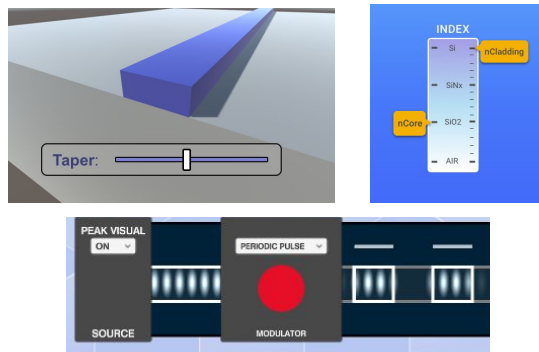 Taper:
INDEX
Si
nCladding
SiNx
nCore
SiO2
AIR
PEAK VISUAL
ON
PERIODIC PULSE
SOURCE
MODULATOR